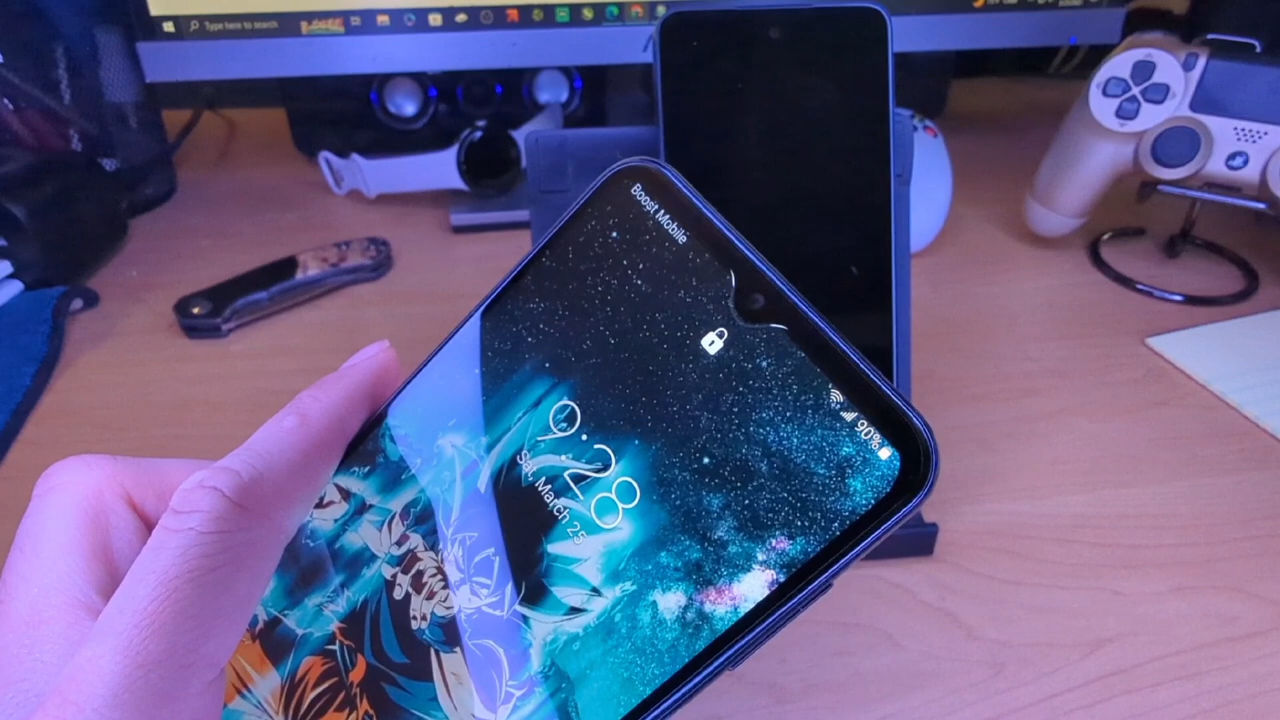 Type here to search
Boost Mobile
90%
9:28
Sat, March 25